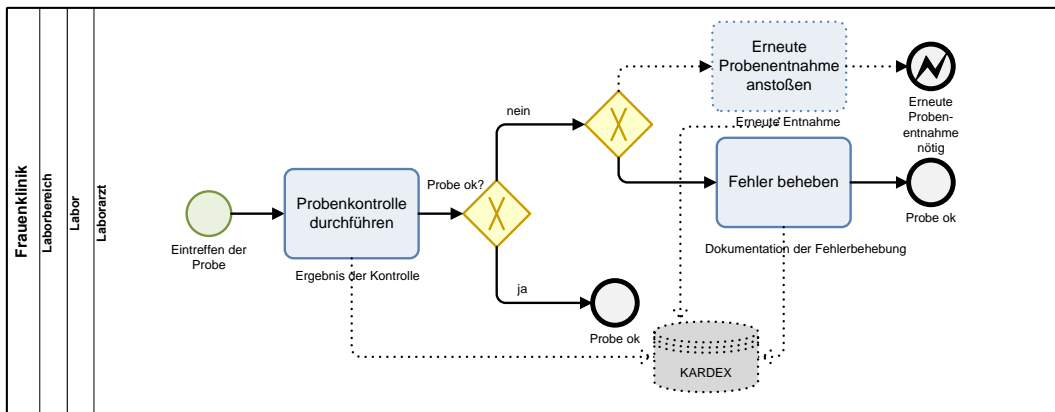 Frauenklinik
Laborbereich
Labor
Laborarzt
Eintreffen der
Probe
Probenkontrolle
durchführen
Ergebnis der Kontrolle
Probe ok?
nein
ja
Probe ok
Erneute
Probenentnahme
anstoßen
Erneute Entnahme
Erneute
Proben-
entnahme
nötig
Fehler beheben
Dokumentation der Fehlerbehebung
Probe ok
KARDEX